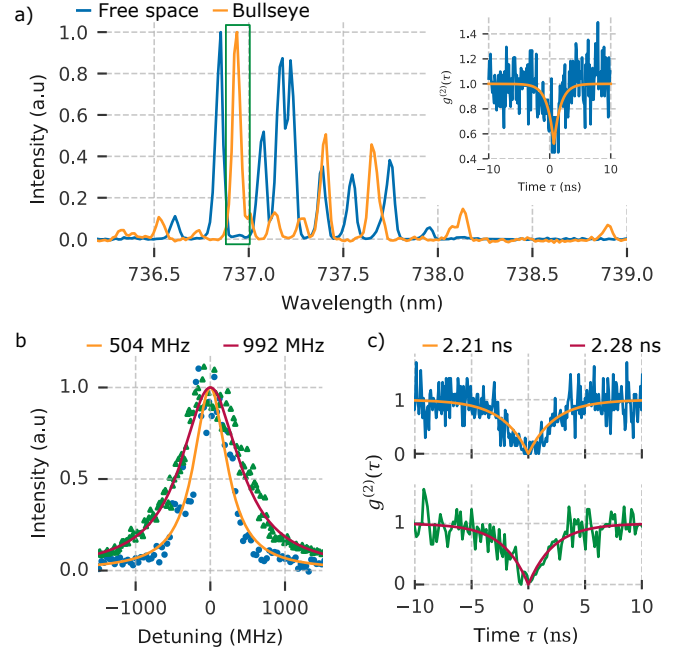 a)
Free space
Bullseye
Intensity (a.u)
1.0
0.8
0.6
0.4
0.2
0.0
736.5
737.0
737.5
738.0
738.5
739.0
Wavelength (nm)
g⁽²⁾(τ)
1.4
1.2
1.0
0.8
0.6
0.4
−10
0
10
Time τ (ns)
b
504 MHz
992 MHz
Intensity (a.u)
1.0
0.5
0.0
−1000
0
1000
Detuning (MHz)
c)
2.21 ns
2.28 ns
g⁽²⁾(τ)
1
0
1
0
−10
−5
0
5
10
Time τ (ns)